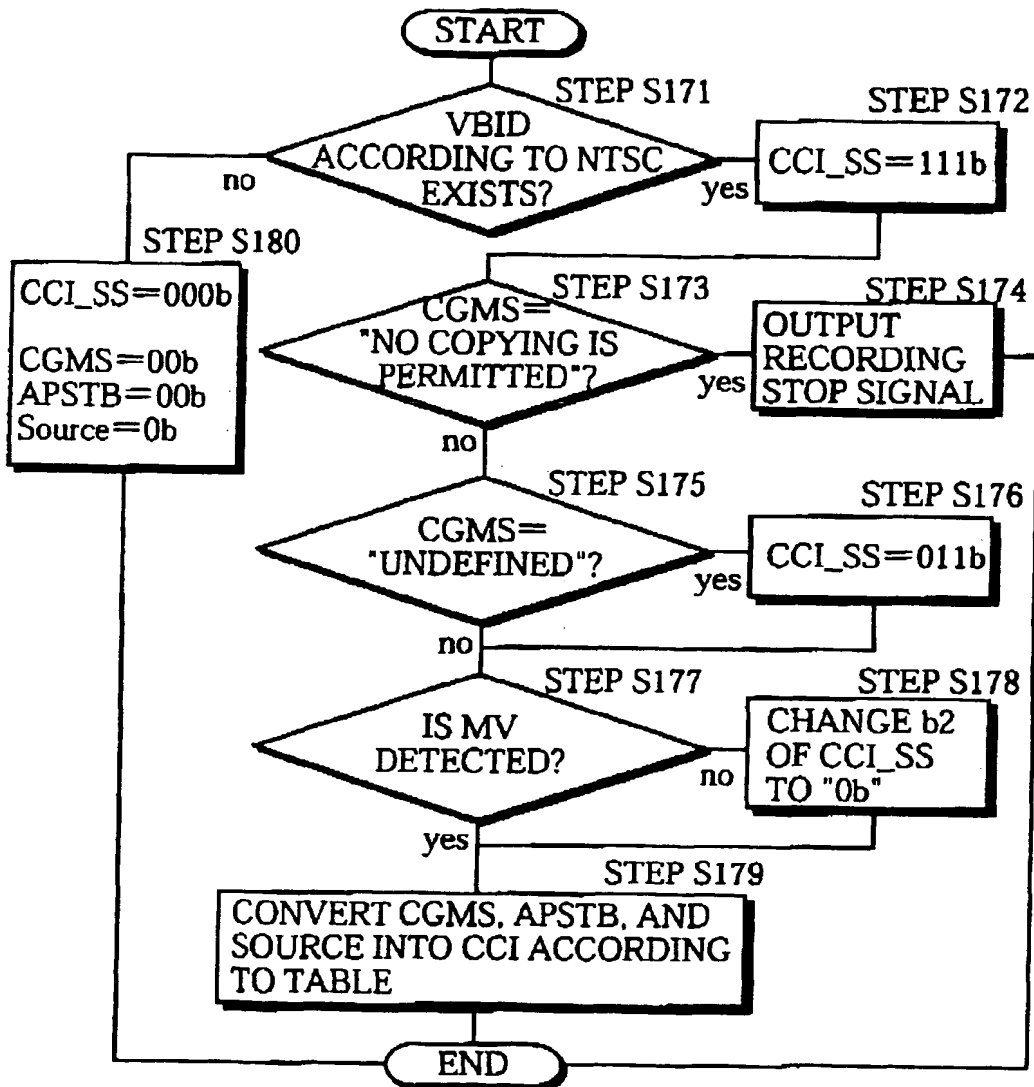 START
STEP S171
VBID
ACCORDING TO NTSC
EXISTS?
no
yes
STEP S172
CCI_SS=111b
STEP S180
CCI_SS=000b
CGMS=00b
APSTB=00b
Source=0b
STEP S173
CGMS=
"NO COPYING IS
PERMITTED"?
yes
no
STEP S174
OUTPUT
RECORDING
STOP SIGNAL
STEP S175
CGMS=
"UNDEFINED"?
yes
no
STEP S176
CCI_SS=011b
STEP S177
IS MV
DETECTED?
no
yes
STEP S178
CHANGE b2
OF CCI_SS
TO "0b"
STEP S179
CONVERT CGMS, APSTB, AND
SOURCE INTO CCI ACCORDING
TO TABLE
END